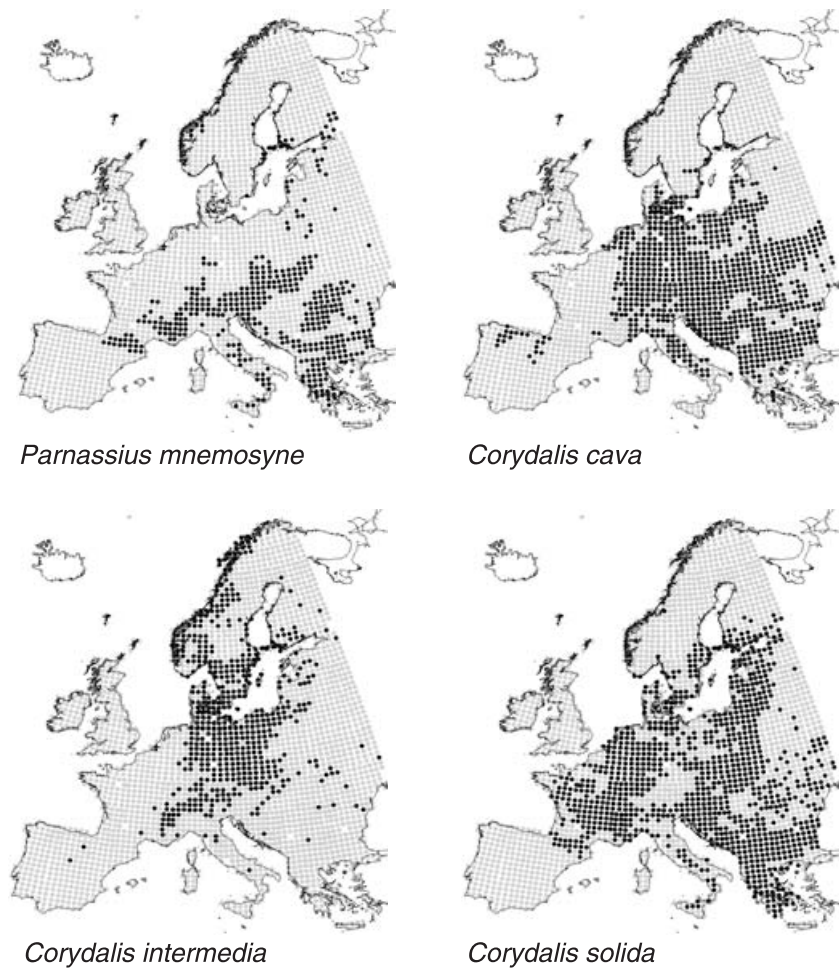 Parnassius mnemosyne
Corydalis cava
Corydalis intermedia
Corydalis solida